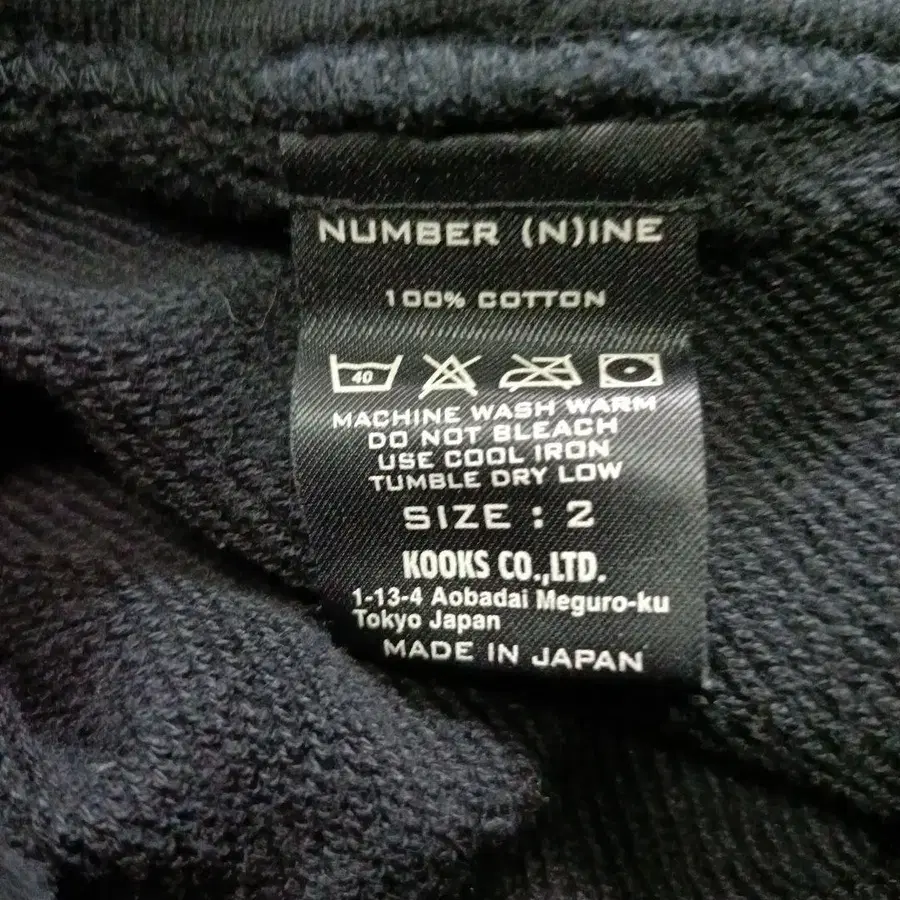 NUMBER (N)INE
100% COTTON
40
MACHINE WASH WARM
DO NOT BLEACH
USE COOL IRON
TUMBLE DRY LOW
SIZE : 2
KOOKS CO.,LTD.
1-13-4 Aobadai Meguro-ku
Tokyo Japan
MADE IN JAPAN